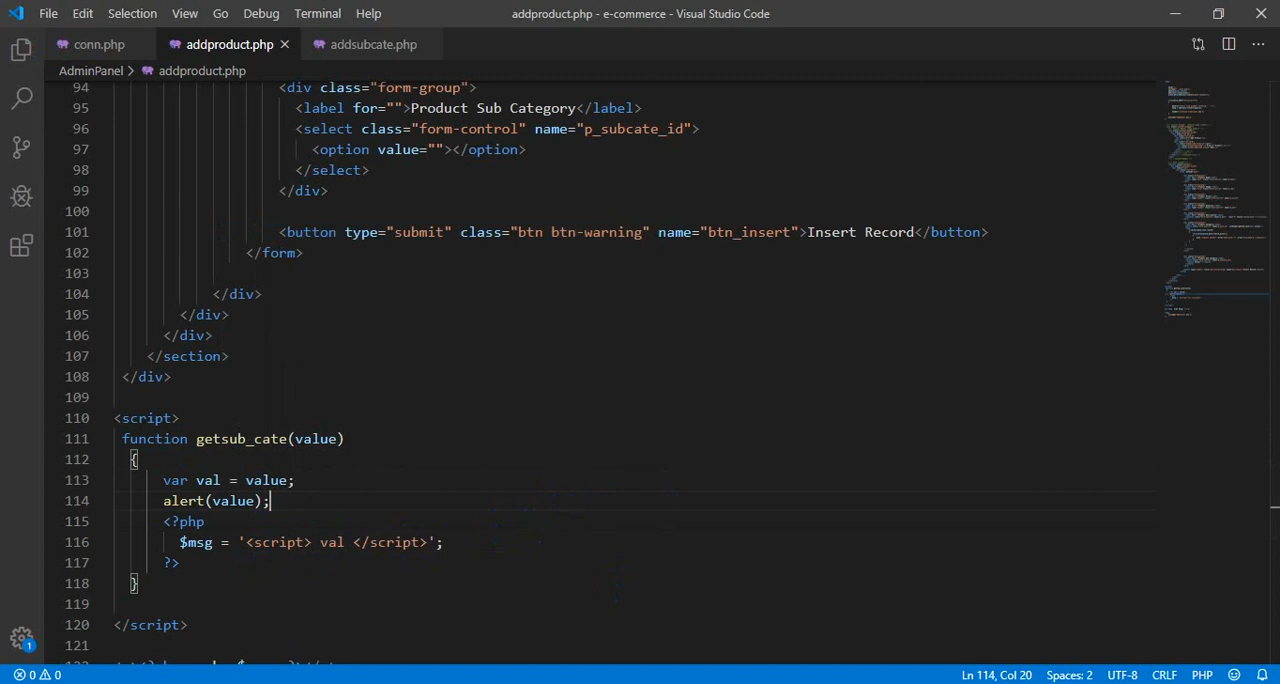 File Edit Selection View Go Debug Terminal Help addproduct.php - e-commerce - Visual Studio Code
conn.php addproduct.php addsubcate.php
AdminPanel > addproduct.php
94 <div class="form-group">
95 <label for="">Product Sub Category</label>
96 <select class="form-control" name="p_subcate_id">
97 <option value=""></option>
98 </select>
99 </div>
100
101 <button type="submit" class="btn btn-warning" name="btn_insert">Insert Record</button>
102 </form>
103
104 </div>
105 </div>
106 </div>
107 </section>
108 </div>
109
110 <script>
111 function getsub_cate(value)
112 {
113 var val = value;
114 alert(value);
115 <?php
116 $msg = '<script> val </script>';
117 ?>
118 }
119
120 </script>
121
1
0 0 Ln 114, Col 20 Spaces: 2 UTF-8 CRLF PHP